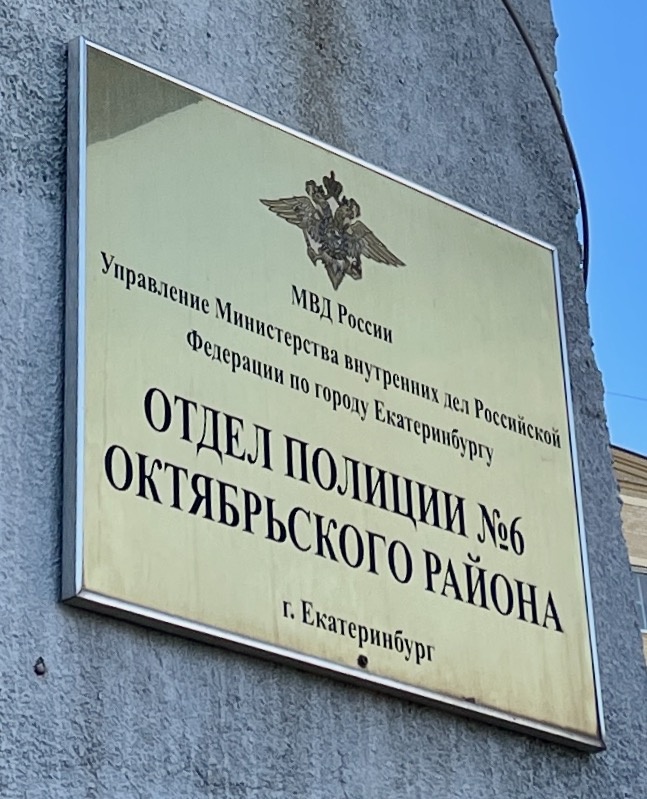 МВД России
Управление Министерства внутренних дел Российской
Федерации по городу Екатеринбургу
ОТДЕЛ ПОЛИЦИИ №6
ОКТЯБРЬСКОГО РАЙОНА
г. Екатеринбург